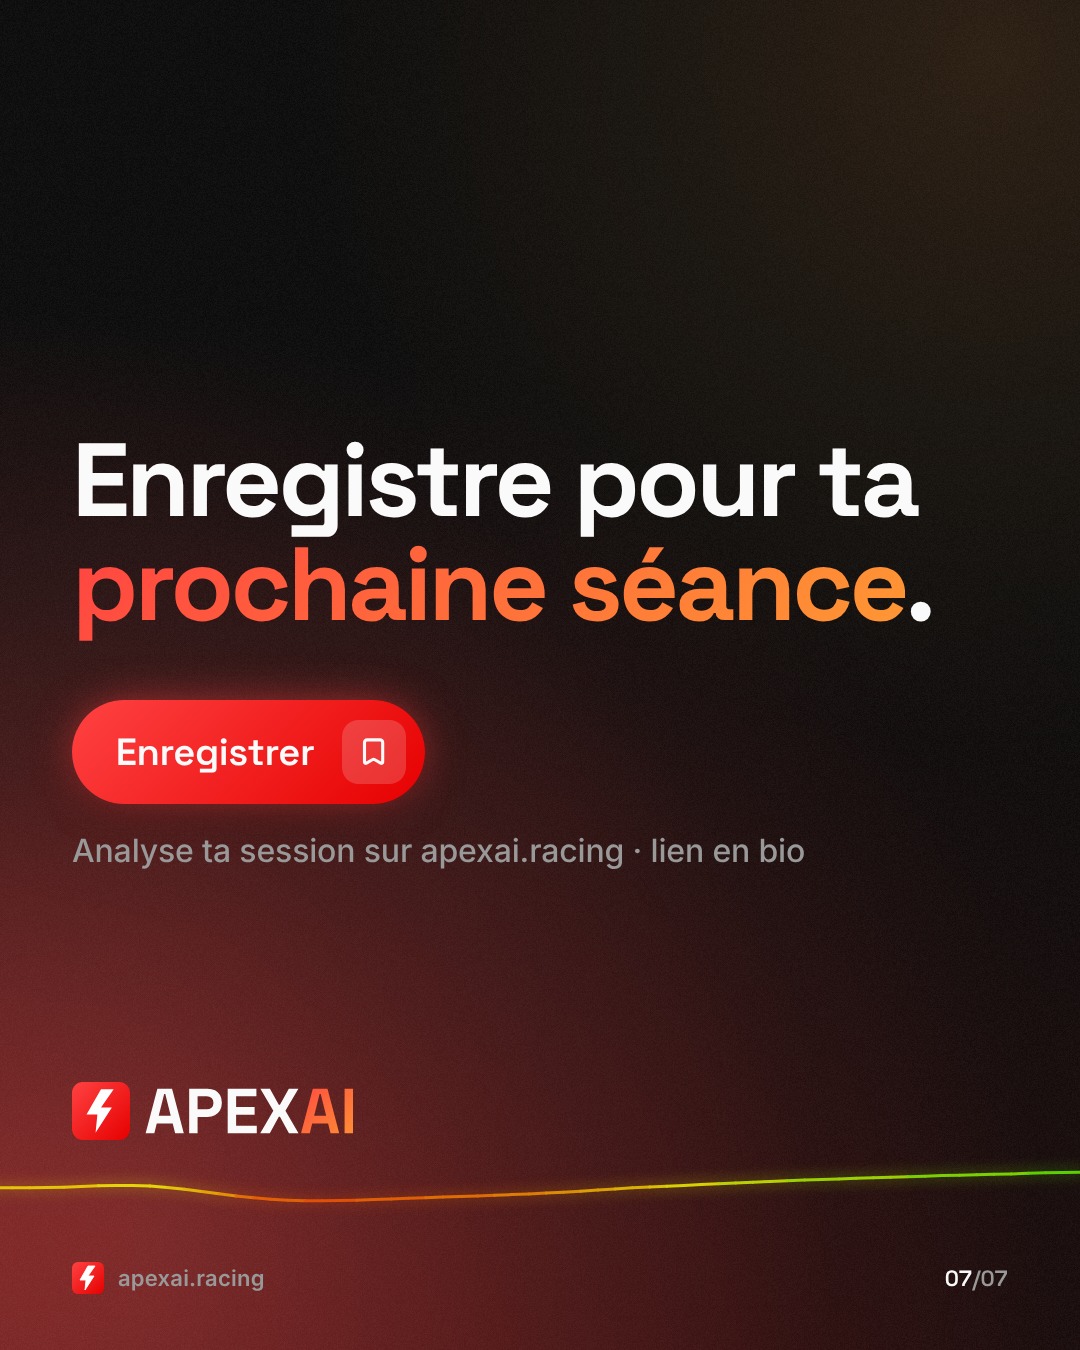 Enregistre pour ta
prochaine séance.
Enregistrer
Analyse ta session sur apexai.racing · lien en bio
APEXAI
apexai.racing
07/07